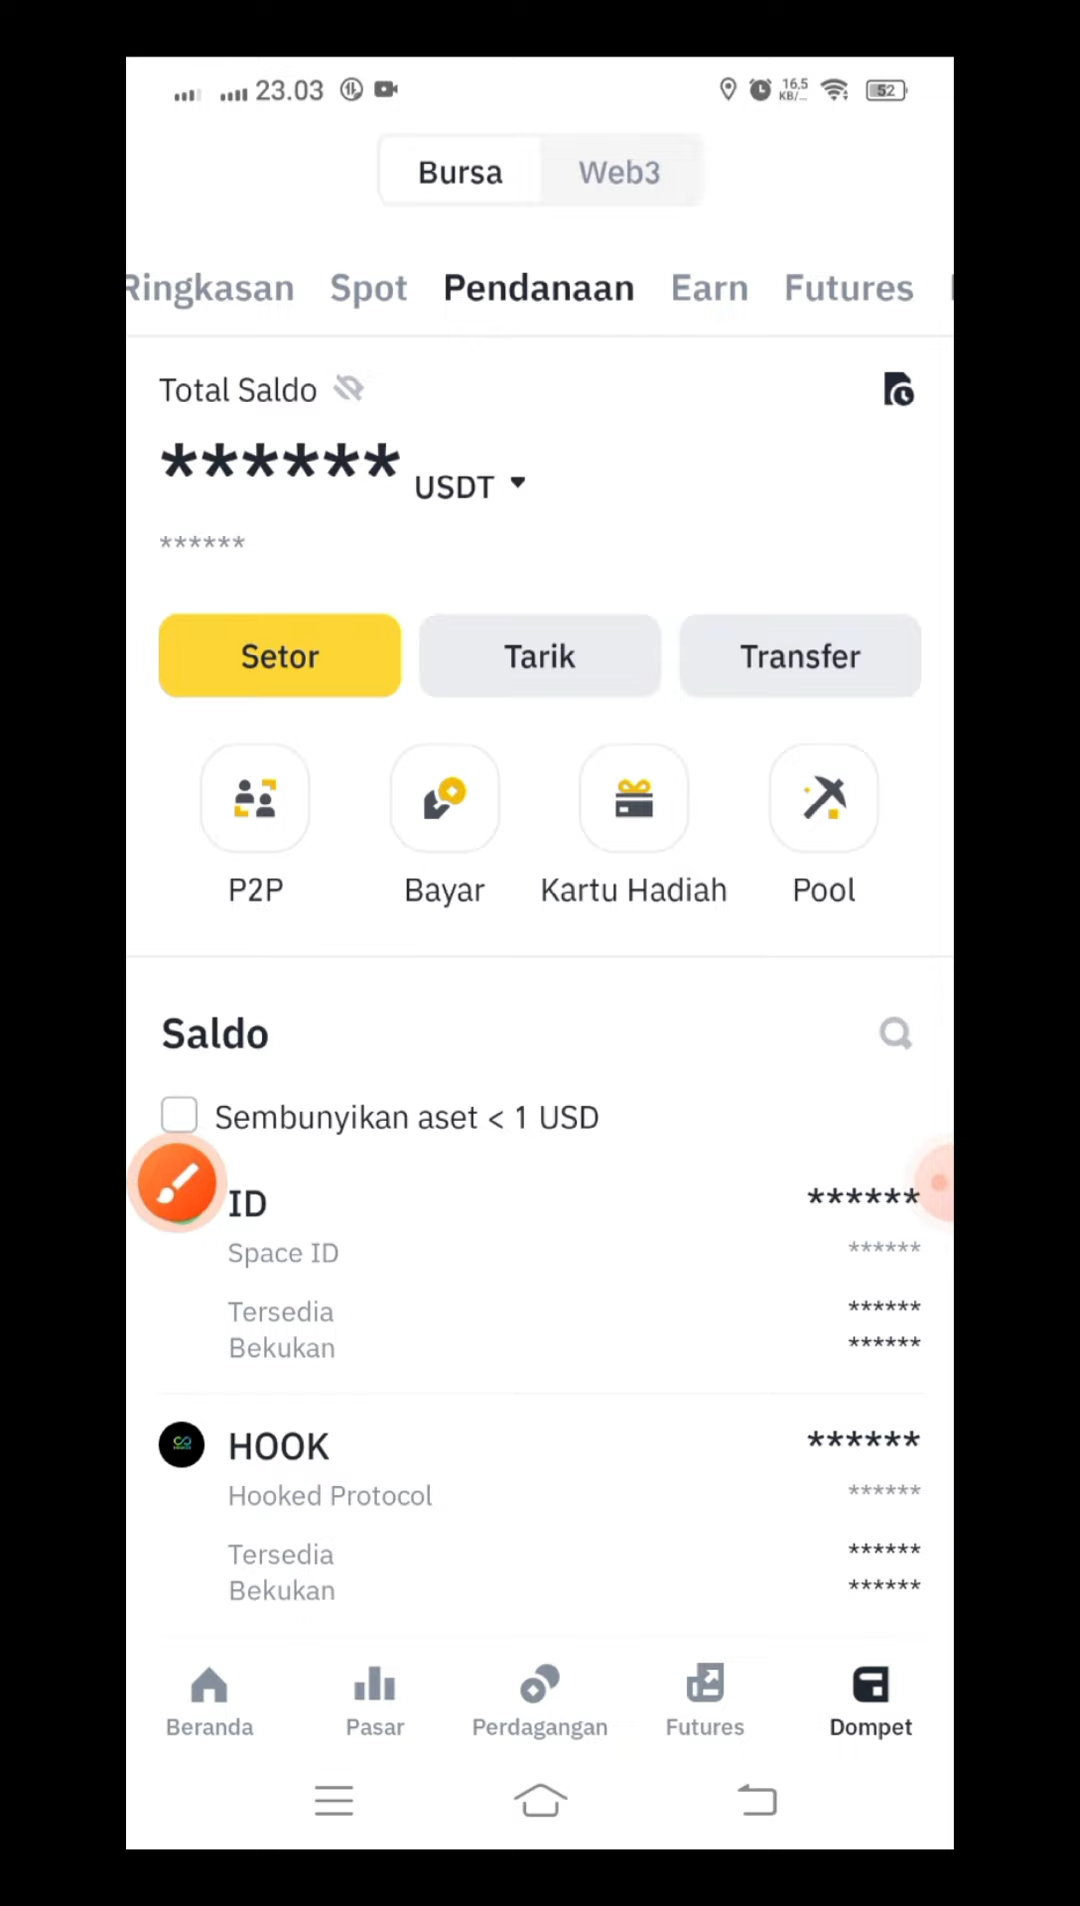 23.03
16.5
KB/...
52
Bursa Web3
Ringkasan Spot Pendanaan Earn Futures
Total Saldo
****** USDT
******
Setor Tarik Transfer
P2P Bayar Kartu Hadiah Pool
Saldo
Sembunyikan aset < 1 USD
ID ******
Space ID ******
Tersedia ******
Bekukan ******
HOOK ******
Hooked Protocol ******
Tersedia ******
Bekukan ******
Beranda Pasar Perdagangan Futures Dompet